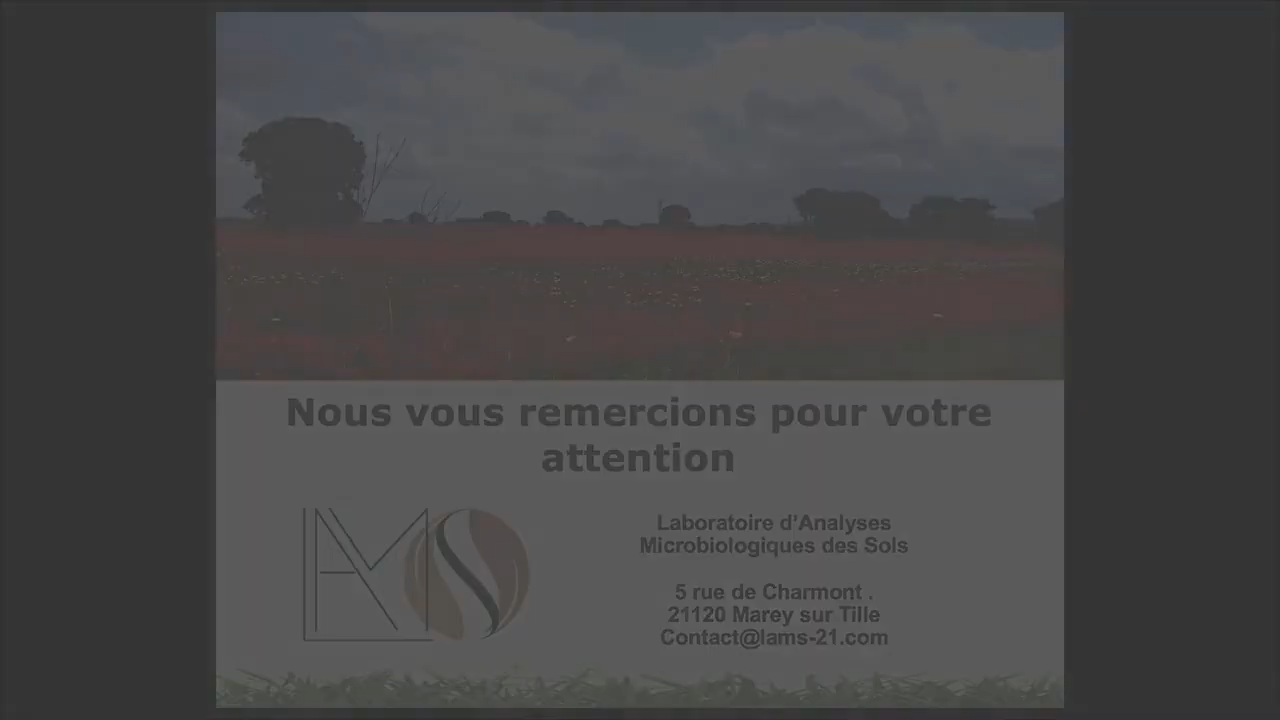 Nous vous remercions pour votre
attention
LAMS
Laboratoire d'Analyses
Microbiologiques des Sols
5 rue de Charmont .
21120 Marey sur Tille
Contact@lams-21.com